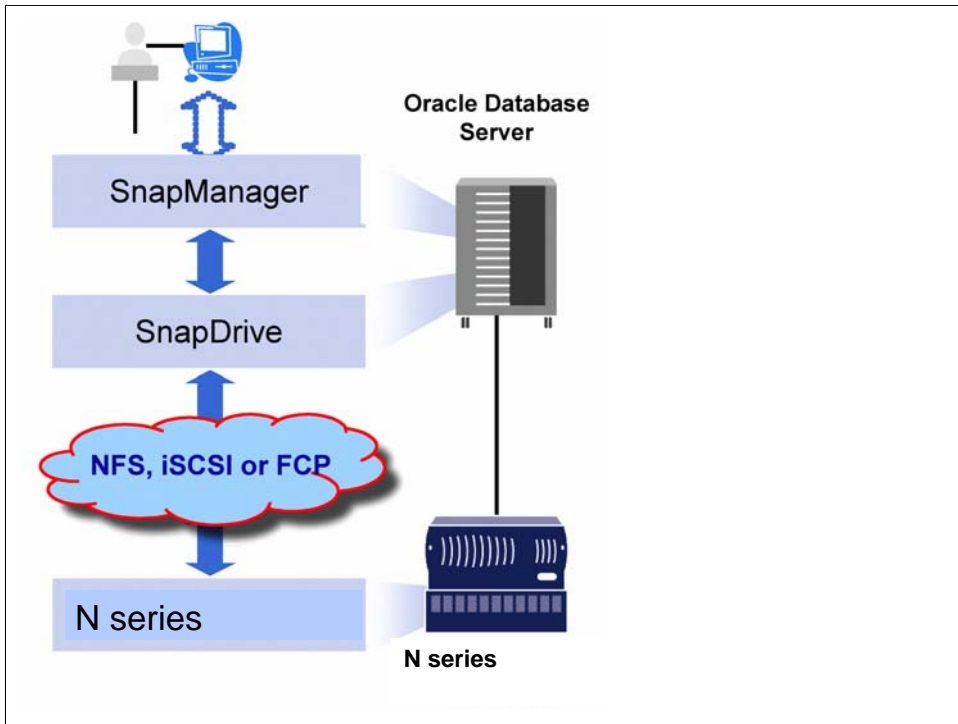 Oracle Database
Server
SnapManager
SnapDrive
NFS, iSCSI or FCP
N series
N series